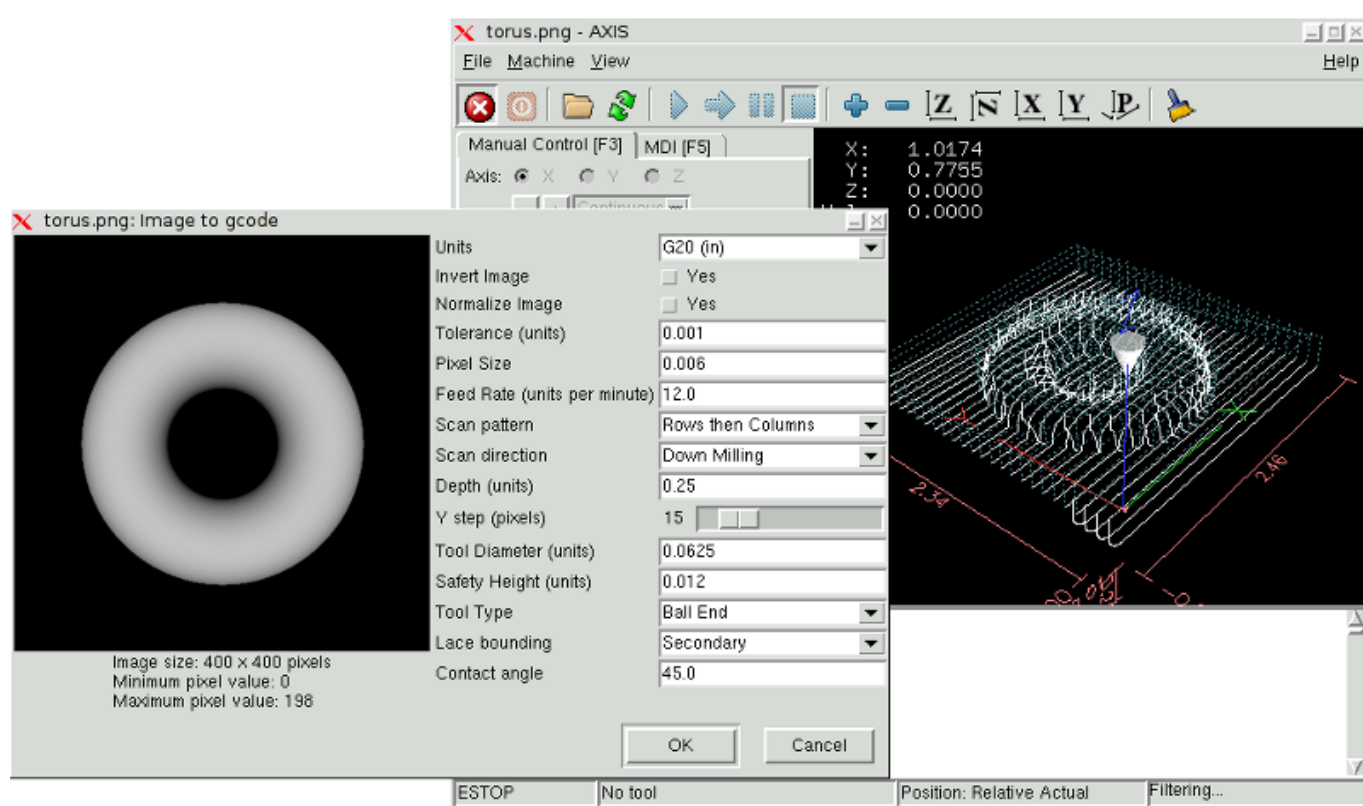 torus.png - AXIS
File Machine View Help
Z N X Y P
Manual Control [F3] MDI [F5]
Axis: X Y Z
Continuous
X: 1.0174
Y: 0.7755
Z: 0.0000
0.0000
torus.png: Image to gcode
Units G20 (in)
Invert Image Yes
Normalize Image Yes
Tolerance (units) 0.001
Pixel Size 0.006
Feed Rate (units per minute) 12.0
Scan pattern Rows then Columns
Scan direction Down Milling
Depth (units) 0.25
Y step (pixels) 15
Tool Diameter (units) 0.0625
Safety Height (units) 0.012
Tool Type Ball End
Lace bounding Secondary
Contact angle 45.0
Image size: 400 x 400 pixels
Minimum pixel value: 0
Maximum pixel value: 198
OK Cancel
X Y
2.34 2.46
ESTOP No tool Position: Relative Actual Filtering...